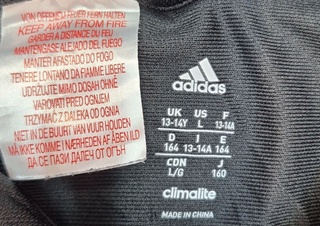 VON OFFENEM FEUER FERN HALTEN
KEEP AWAY FROM FIRE
GARDER A DISTANCE DU FEU
MANTÉNGASE ALEJADO DEL FUEGO
MANTER AFASTADO DO FOGO
TENERE LONTANO DA FIAMME LIBERE
UDRŽUJTE MIMO DOSAH OHNĚ
VAROVATI PRED OGNJEM
TRZYMAĆ Z DALEKA OD OGNIA
NIET IN DE BUURT VAN VUUR HOUDEN
MÅ IKKE KOMME I NÆRHEDEN AF ÅBEN ILD
ДА СЕ ПАЗИ ДАЛЕЧ ОТ ОГЪН
adidas
UK US F
13-14Y L 13-14A
D I E
164 13-14A 164
CDN J
L/G 160
climalite
MADE IN CHINA